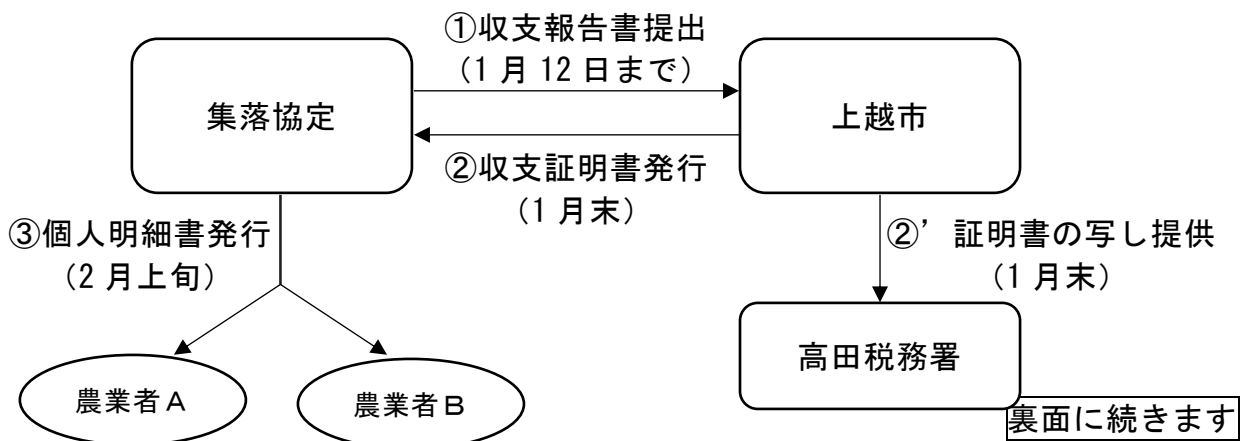 ①収支報告書提出
（1月12日まで）
集落協定
上越市
②収支証明書発行
（1月末）
③個人明細書発行
（2月上旬）
②’証明書の写し提供
（1月末）
高田税務署
農業者A
農業者B
裏面に続きます